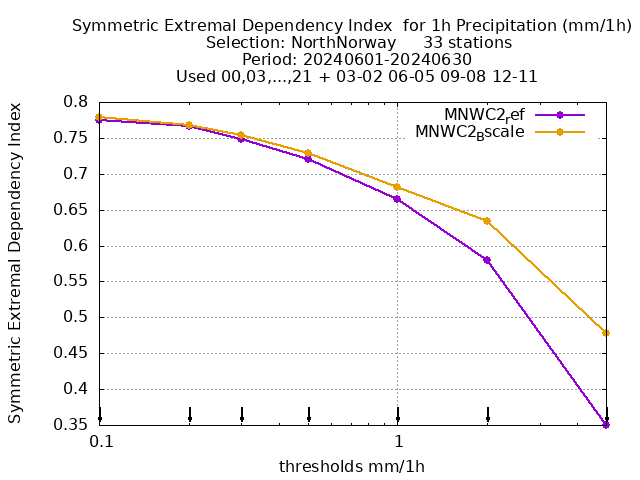 Symmetric Extremal Dependency Index  for 1h Precipitation (mm/1h)
Selection: NorthNorway     33 stations
Period: 20240601-20240630
Used 00,03,...,21 + 03-02 06-05 09-08 12-11
MNWC2ref
MNWC2Bscale
Symmetric Extremal Dependency Index
0.8
0.75
0.7
0.65
0.6
0.55
0.5
0.45
0.4
0.35
0.1
1
thresholds mm/1h